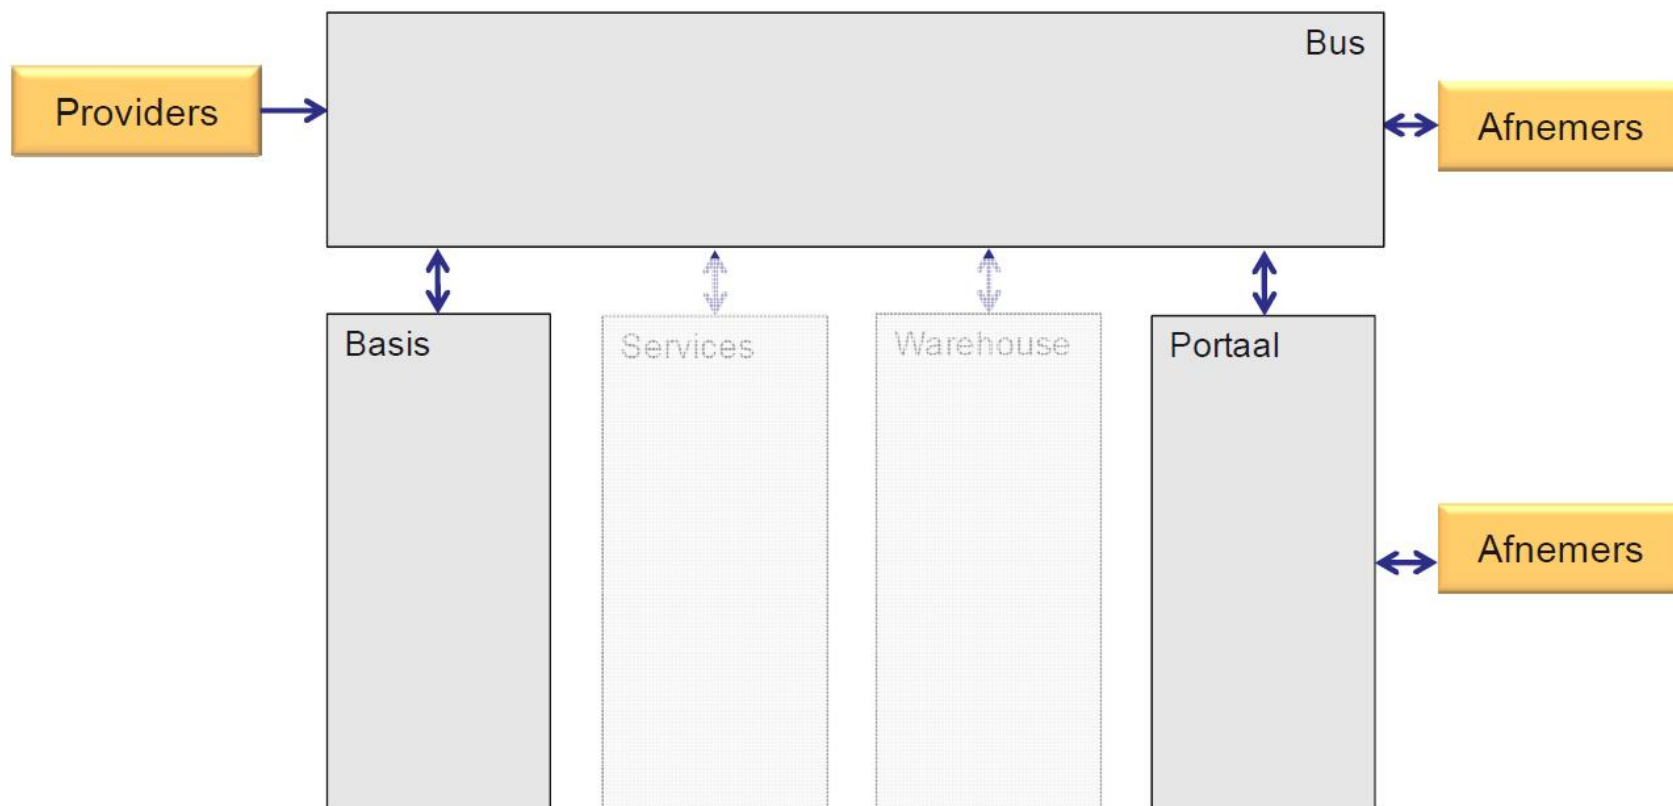 Bus
Providers
Afnemers
Basis
Services
Warehouse
Portaal
Afnemers